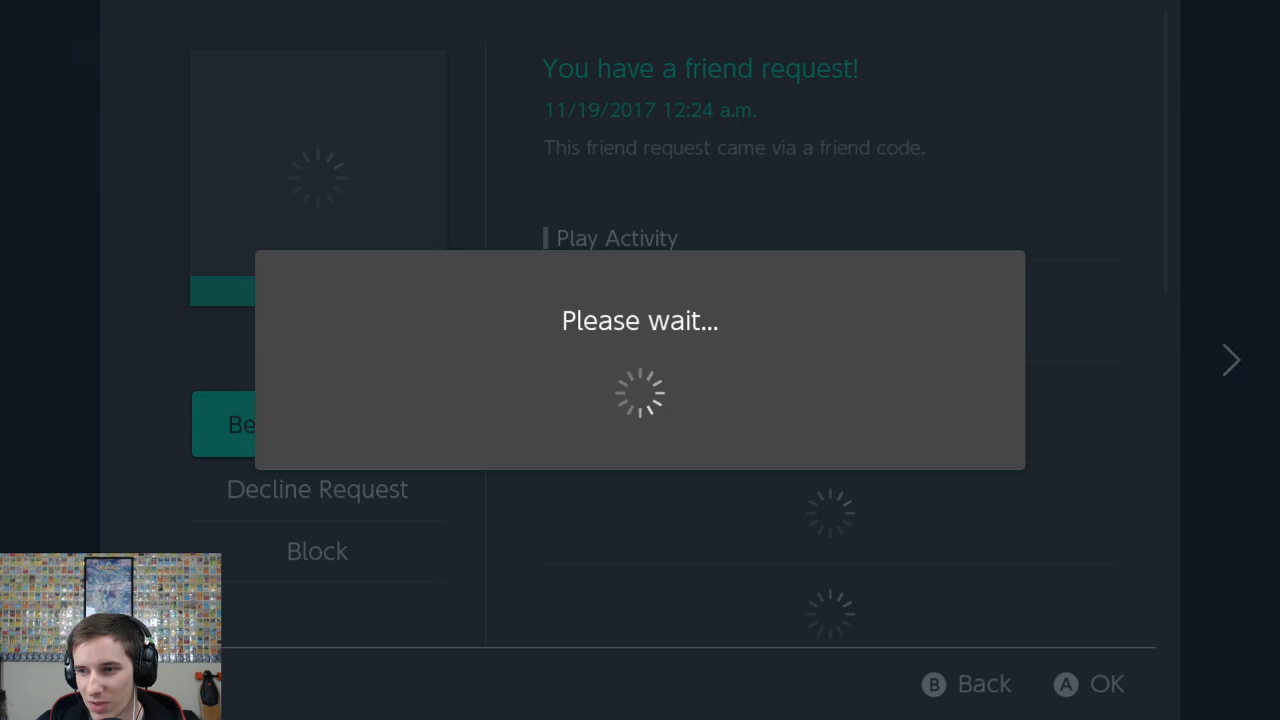 You have a friend request!
11/19/2017 12:24 a.m.
This friend request came via a friend code.
Play Activity
Please wait...
Be
Decline Request
Block
B Back
A OK